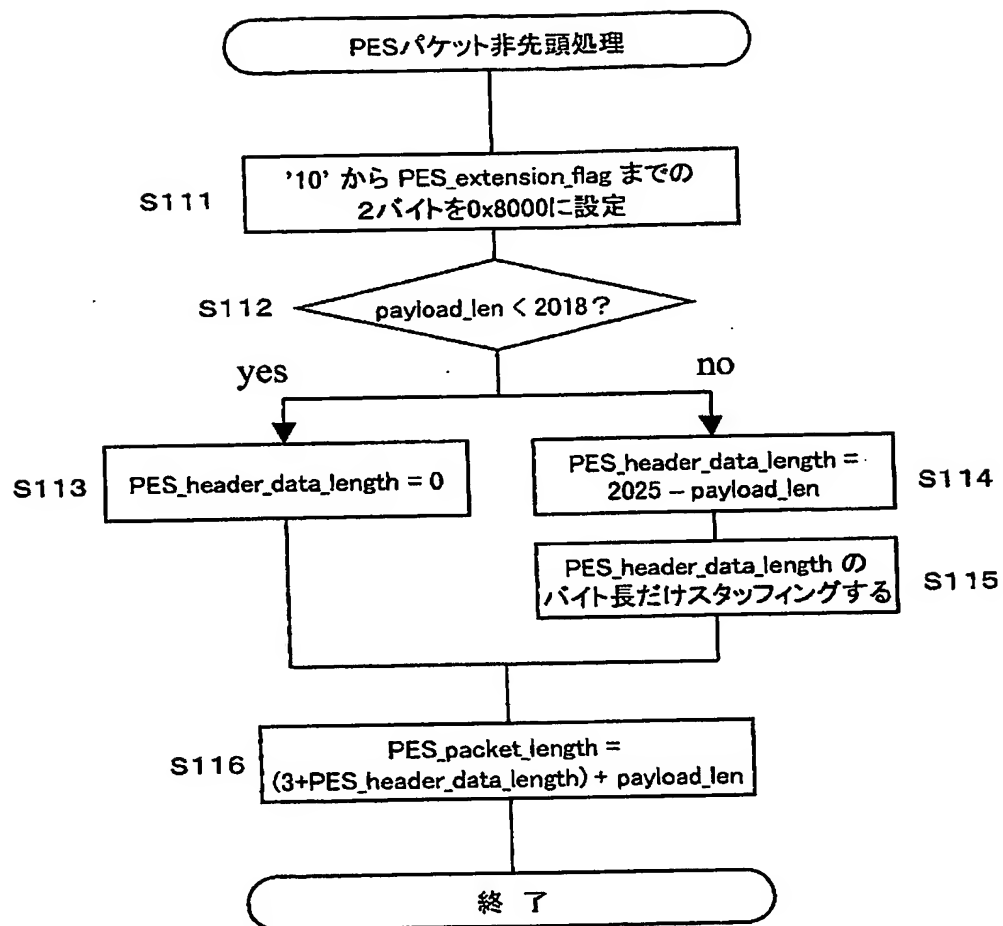 PESパケット非先頭処理
S111
'10' から PES_extension_flag までの
2バイトを0x8000に設定
S112
payload_len < 2018?
yes
no
S113
PES_header_data_length = 0
PES_header_data_length =
2025 – payload_len
S114
PES_header_data_length の
バイト長だけスタッフィングする
S115
S116
PES_packet_length =
(3+PES_header_data_length) + payload_len
終 了